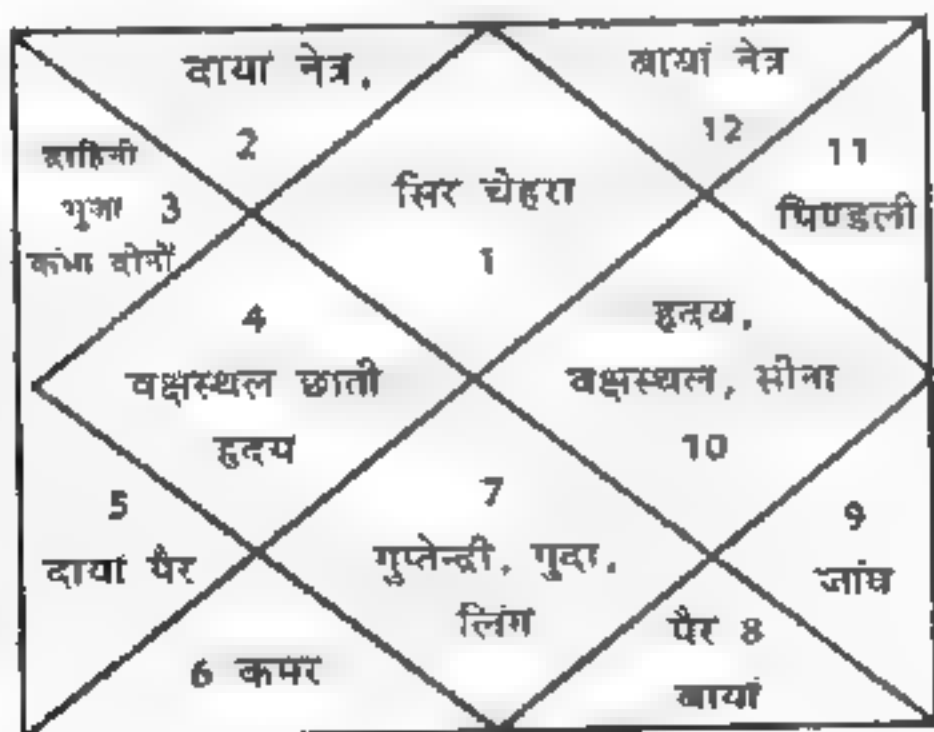 दायां नेत्र.
2
बायां नेत्र
12
11
पिण्डली
दाहिनी
भुजा 3
कंधा दोनों
सिर चेहरा
1
4
वक्षस्थल छाती
हृदय
हृदय,
वक्षस्थल, सीना
10
5
दायां पैर
7
गुप्तेन्द्री, गुदा,
लिंग
9
जांघ
6 कमर
पैर 8
बायां